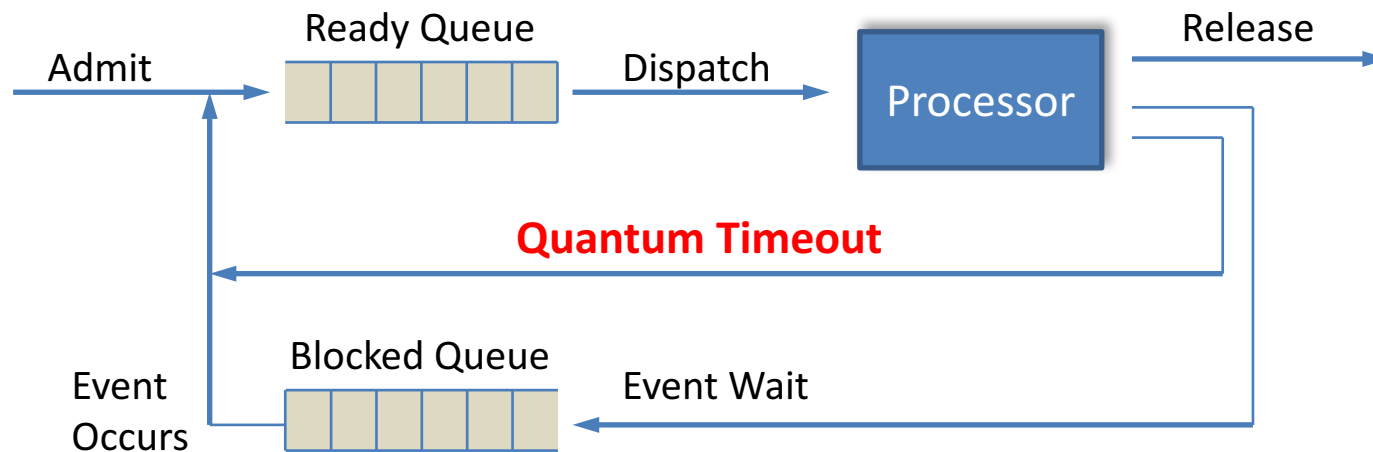 Ready Queue
Release
Admit
Dispatch
Processor
Quantum Timeout
Blocked Queue
Event
Occurs
Event Wait